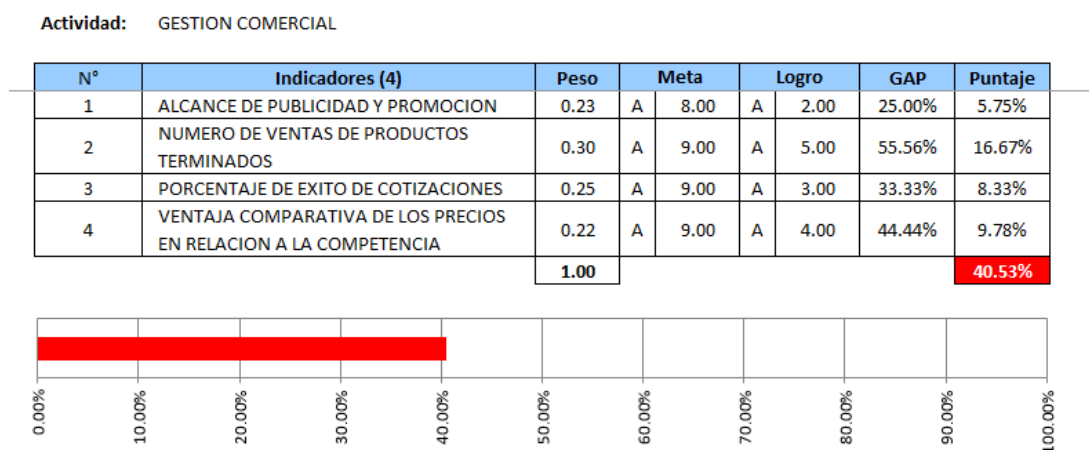 Actividad: GESTION COMERCIAL
N° Indicadores (4) Peso Meta Logro GAP Puntaje
1 ALCANCE DE PUBLICIDAD Y PROMOCION 0.23 A 8.00 A 2.00 25.00% 5.75%
2 NUMERO DE VENTAS DE PRODUCTOS TERMINADOS 0.30 A 9.00 A 5.00 55.56% 16.67%
3 PORCENTAJE DE EXITO DE COTIZACIONES 0.25 A 9.00 A 3.00 33.33% 8.33%
4 VENTAJA COMPARATIVA DE LOS PRECIOS EN RELACION A LA COMPETENCIA 0.22 A 9.00 A 4.00 44.44% 9.78%
1.00 40.53%
0.00% 10.00% 20.00% 30.00% 40.00% 50.00% 60.00% 70.00% 80.00% 90.00% 100.00%